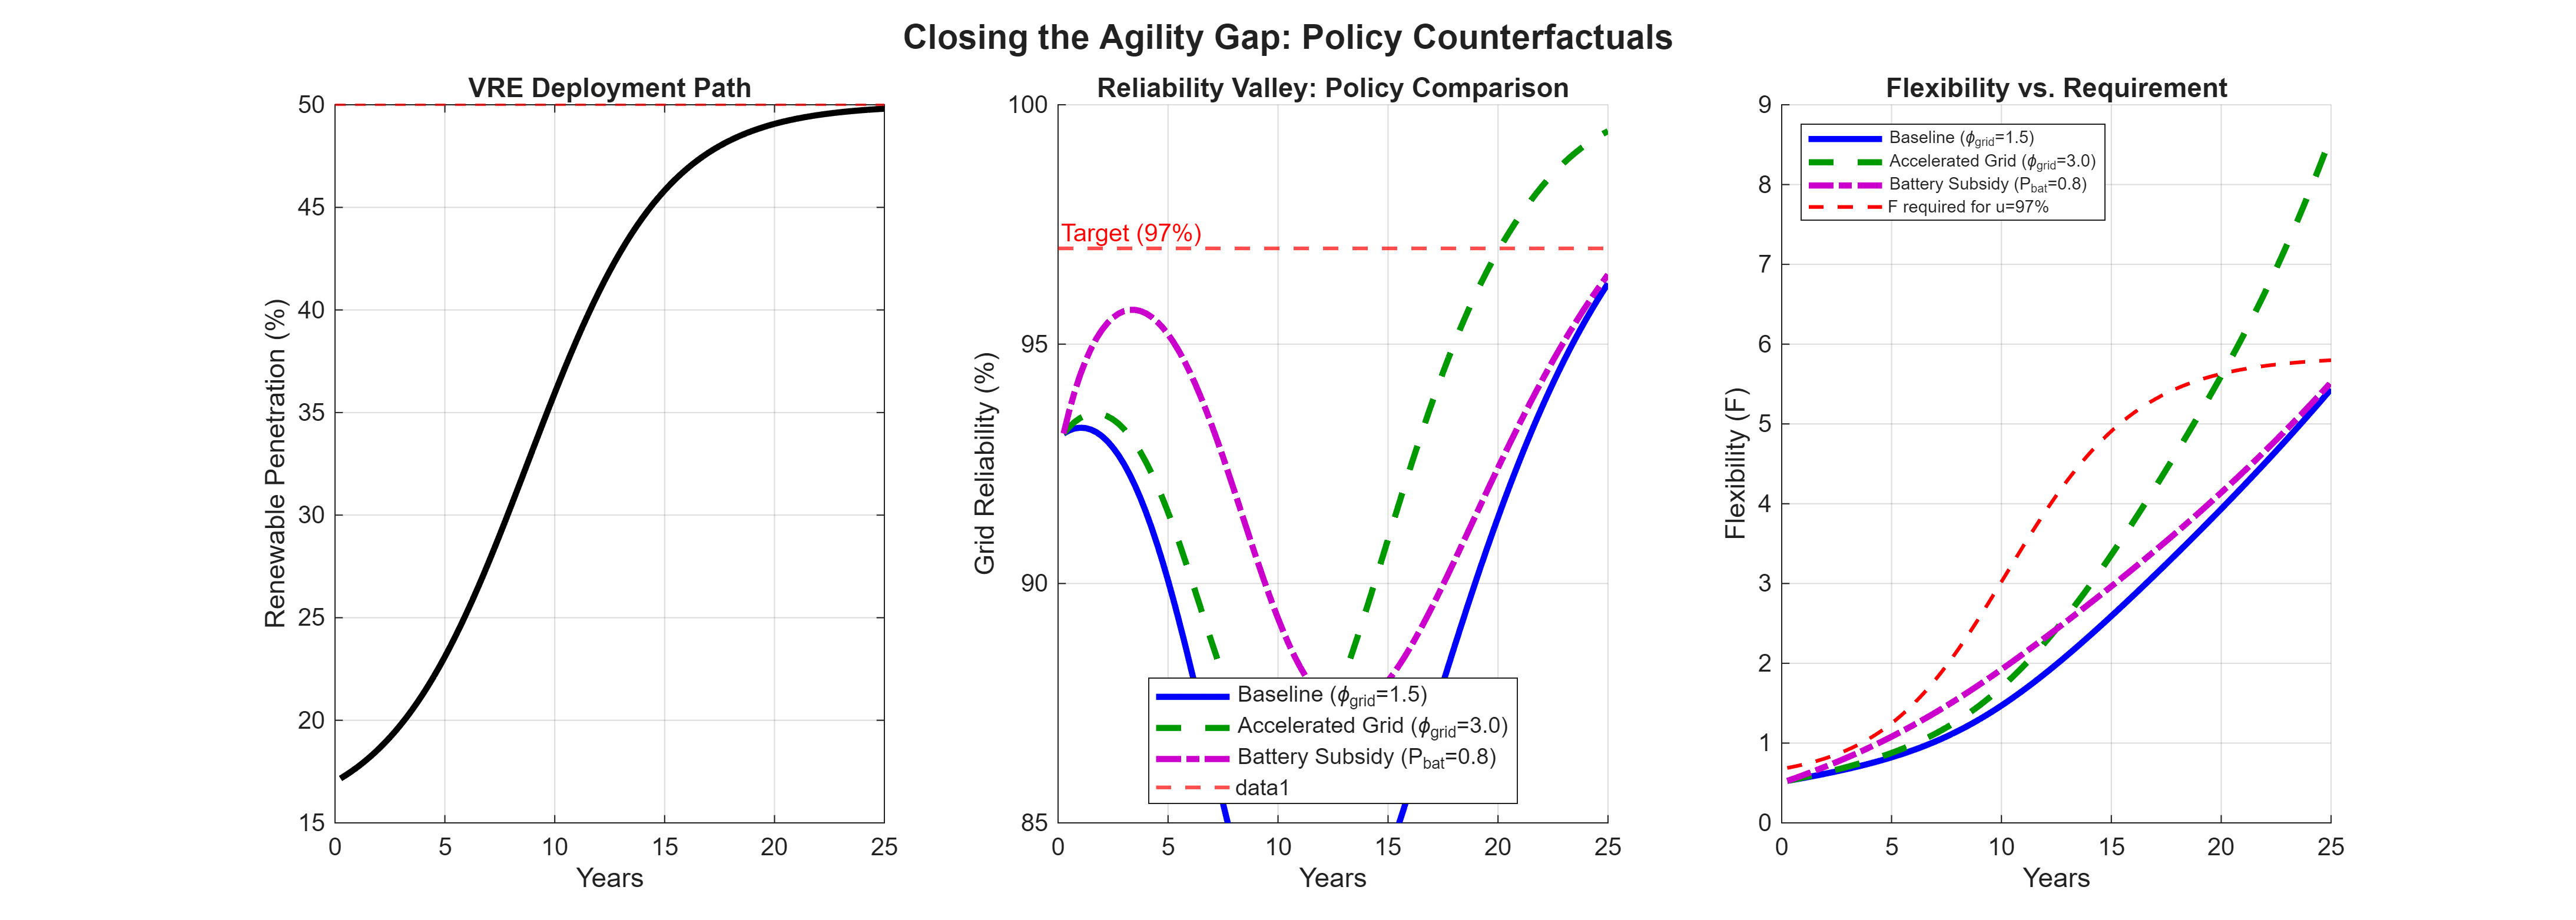 Closing the Agility Gap: Policy Counterfactuals
VRE Deployment Path
50
45
40
35
30
25
20
15
0 5 10 15 20 25
Renewable Penetration (%)
Years
Reliability Valley: Policy Comparison
100
95
90
85
0 5 10 15 20 25
Grid Reliability (%)
Years
Target (97%)
Baseline (ϕgrid=1.5)
Accelerated Grid (ϕgrid=3.0)
Battery Subsidy (Pbat=0.8)
data1
Flexibility vs. Requirement
9
8
7
6
5
4
3
2
1
0
0 5 10 15 20 25
Flexibility (F)
Years
Baseline (ϕgrid=1.5)
Accelerated Grid (ϕgrid=3.0)
Battery Subsidy (Pbat=0.8)
F required for u=97%